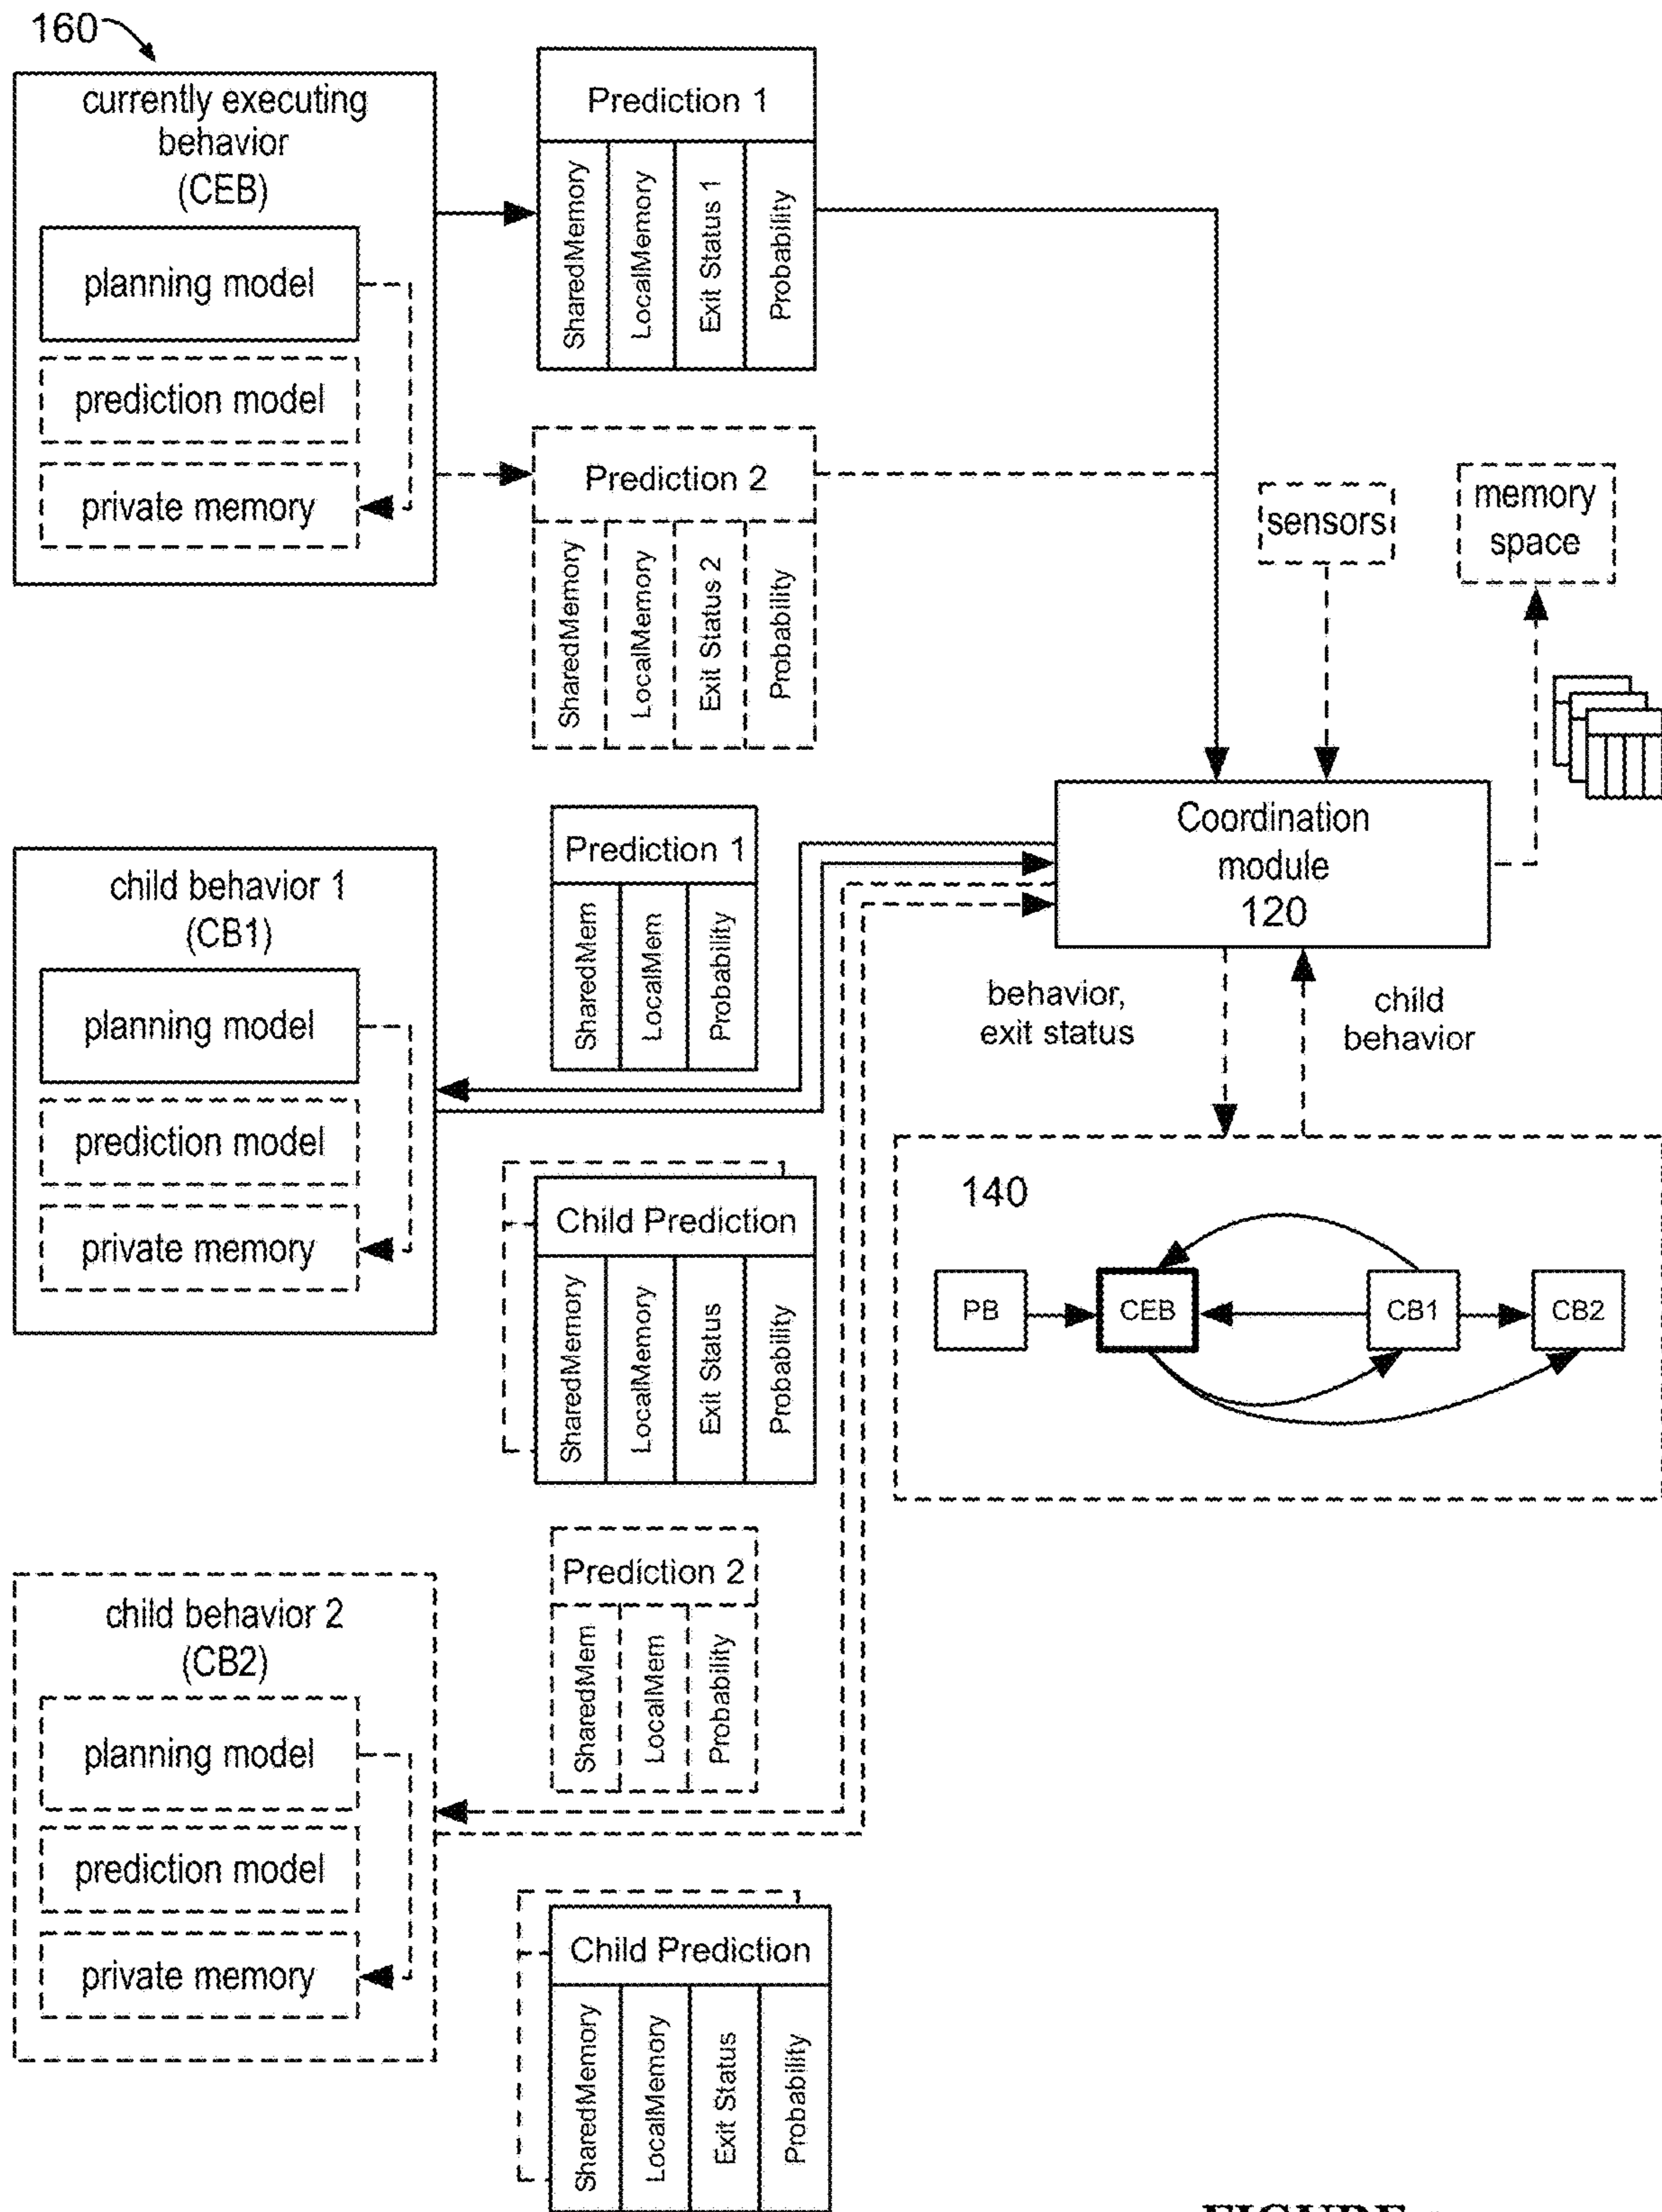 160
currently executing
behavior
(CEB)
planning model
prediction model
private memory
Prediction 1
SharedMemory
LocalMemory
Exit Status 1
Probability
Prediction 2
SharedMemory
LocalMemory
Exit Status 2
Probability
sensors
memory
space
Coordination
module
120
behavior,
exit status
child
behavior
child behavior 1
(CB1)
planning model
prediction model
private memory
Prediction 1
SharedMem
LocalMem
Probability
Child Prediction
SharedMemory
LocalMemory
Exit Status
Probability
140
PB
CEB
CB1
CB2
child behavior 2
(CB2)
planning model
prediction model
private memory
Prediction 2
SharedMem
LocalMem
Probability
Child Prediction
SharedMemory
LocalMemory
Exit Status
Probability
FIGURE